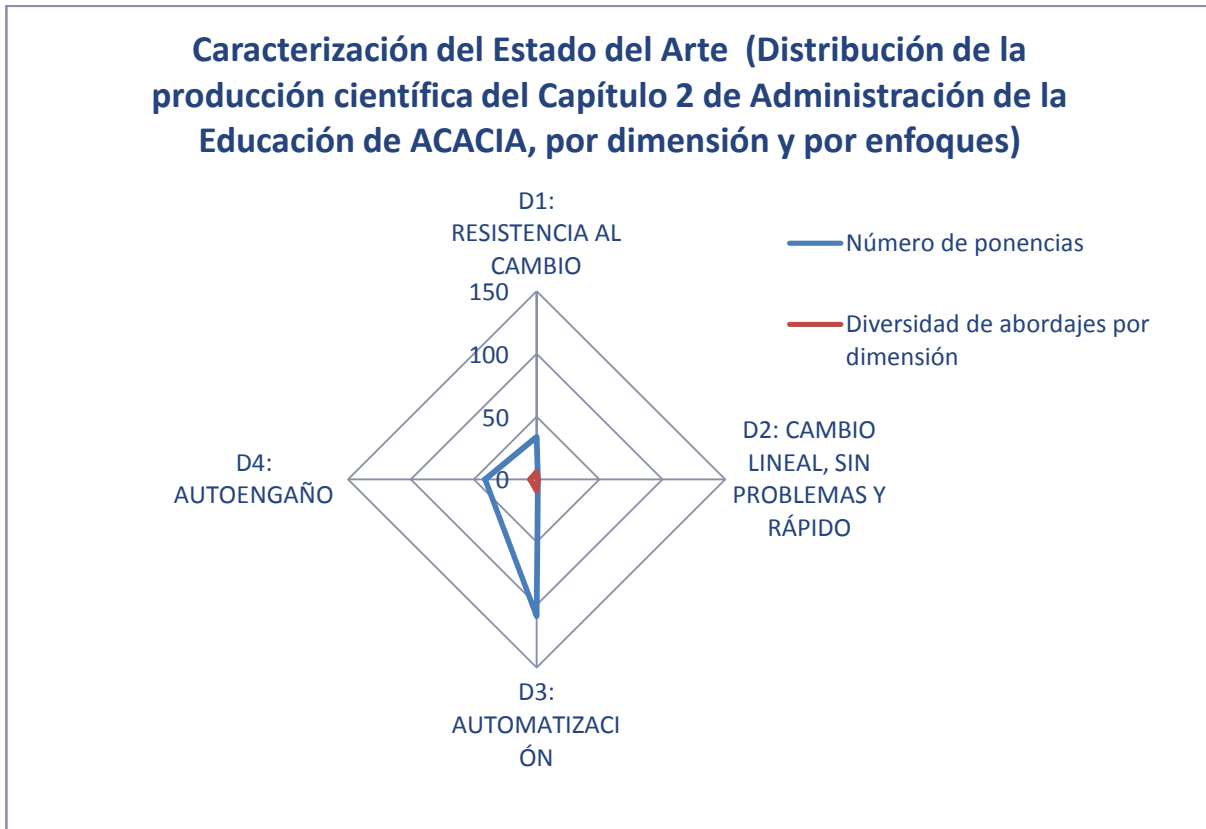 Caracterización del Estado del Arte (Distribución de la
producción científica del Capítulo 2 de Administración de la
Educación de ACACIA, por dimensión y por enfoques)
D1:
RESISTENCIA AL
CAMBIO
Número de ponencias
Diversidad de abordajes por
dimensión
150
100
50
0
D2: CAMBIO
LINEAL, SIN
PROBLEMAS Y
RÁPIDO
D4:
AUTOENGAÑO
D3:
AUTOMATIZACI
ÓN